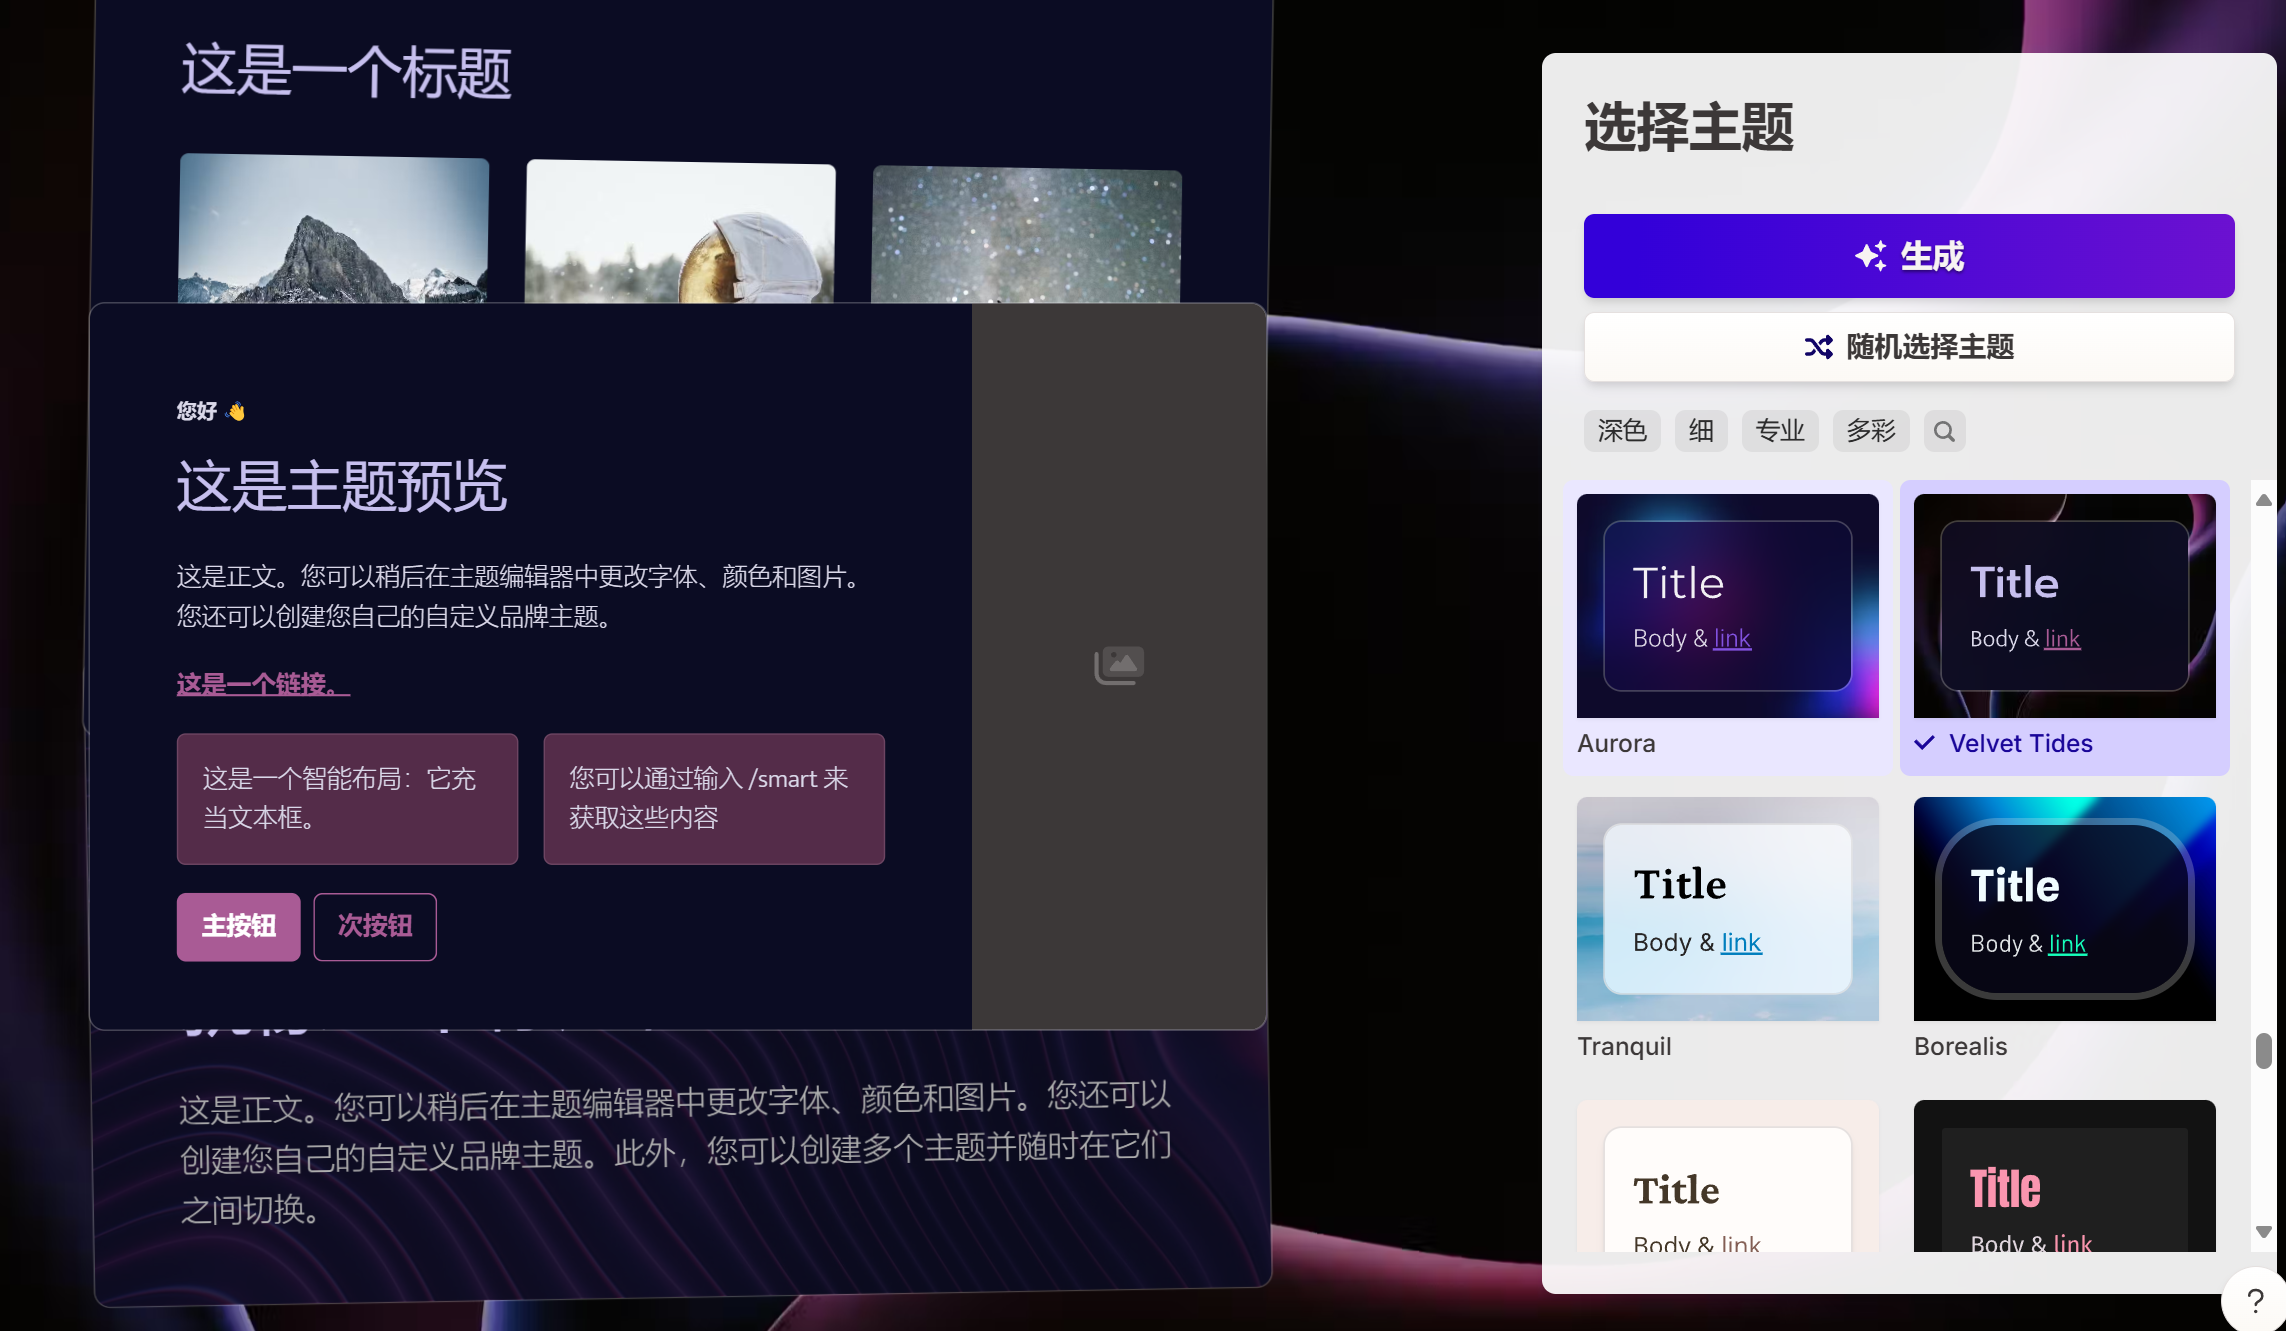 这是一个标题
您好 👋
这是主题预览
这是正文。您可以稍后在主题编辑器中更改字体、颜色和图片。
您还可以创建您自己的自定义品牌主题。
这是一个链接。
这是一个智能布局：它充
当文本框。
您可以通过输入 /smart 来
获取这些内容
主按钮
次按钮
这是正文。您可以稍后在主题编辑器中更改字体、颜色和图片。您还可以
创建您自己的自定义品牌主题。此外，您可以创建多个主题并随时在它们
之间切换。
选择主题
生成
随机选择主题
深色
细
专业
多彩
Title
Body & link
Aurora
Title
Body & link
Velvet Tides
Title
Body & link
Tranquil
Title
Body & link
Borealis
Title
Body & link
Title
Body & link
?